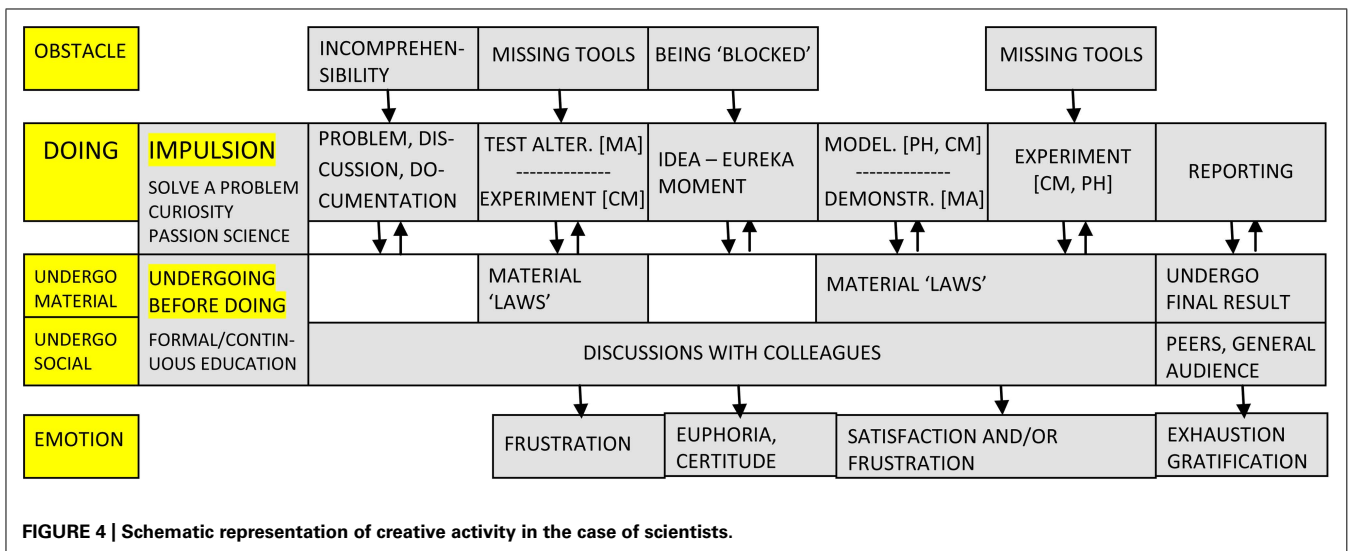 OBSTACLE
INCOMPREHEN-
SIBILITY
MISSING TOOLS
BEING ‘BLOCKED’
MISSING TOOLS
DOING
IMPULSION
SOLVE A PROBLEM
CURIOSITY
PASSION SCIENCE
PROBLEM, DIS-
CUSSION, DO-
CUMENTATION
TEST ALTER. [MA]
--------------
EXPERIMENT [CM]
IDEA – EUREKA
MOMENT
MODEL. [PH, CM]
--------------
DEMONSTR. [MA]
EXPERIMENT
[CM, PH]
REPORTING
UNDERGO
MATERIAL
UNDERGOING
BEFORE DOING
MATERIAL
‘LAWS’
MATERIAL ‘LAWS’
UNDERGO
FINAL RESULT
UNDERGO
SOCIAL
FORMAL/CONTIN-
UOUS EDUCATION
DISCUSSIONS WITH COLLEAGUES
PEERS, GENERAL
AUDIENCE
EMOTION
FRUSTRATION
EUPHORIA,
CERTITUDE
SATISFACTION AND/OR
FRUSTRATION
EXHAUSTION
GRATIFICATION
FIGURE 4 | Schematic representation of creative activity in the case of scientists.